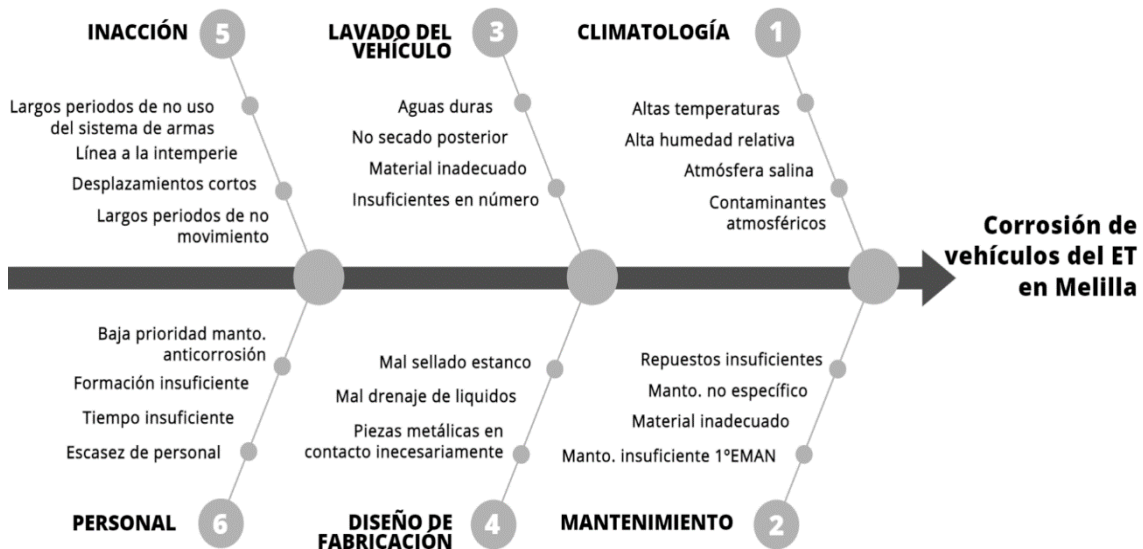 INACCIÓN
5
Largos periodos de no uso
del sistema de armas
Línea a la intemperie
Desplazamientos cortos
Largos periodos de no
movimiento
LAVADO DEL
VEHÍCULO
3
Aguas duras
No secado posterior
Material inadecuado
Insuficientes en número
CLIMATOLOGÍA
1
Altas temperaturas
Alta humedad relativa
Atmósfera salina
Contaminantes
atmosféricos
Corrosión de
vehículos del ET
en Melilla
Baja prioridad manto.
anticorrosión
Formación insuficiente
Tiempo insuficiente
Escasez de personal
PERSONAL
6
Mal sellado estanco
Mal drenaje de liquidos
Piezas metálicas en
contacto inecesariamente
DISEÑO DE
FABRICACIÓN
4
Repuestos insuficientes
Manto. no específico
Material inadecuado
Manto. insuficiente 1ºEMAN
MANTENIMIENTO
2